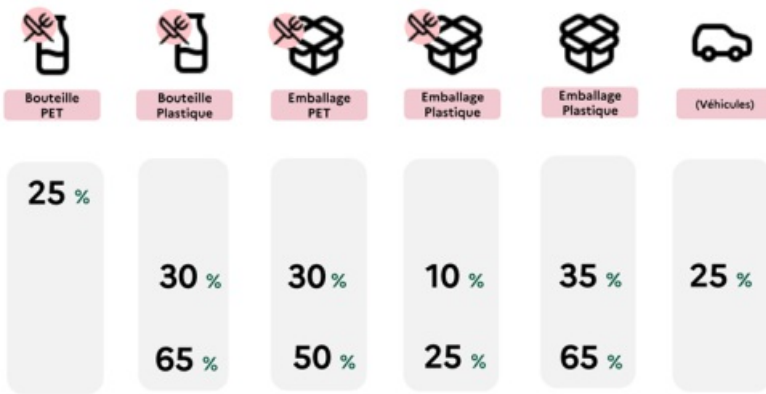 Bouteille
PET
Bouteille
Plastique
Emballage
PET
Emballage
Plastique
Emballage
Plastique
(Véhicules)
25 %
30 %
30 %
10 %
35 %
25 %
65 %
50 %
25 %
65 %